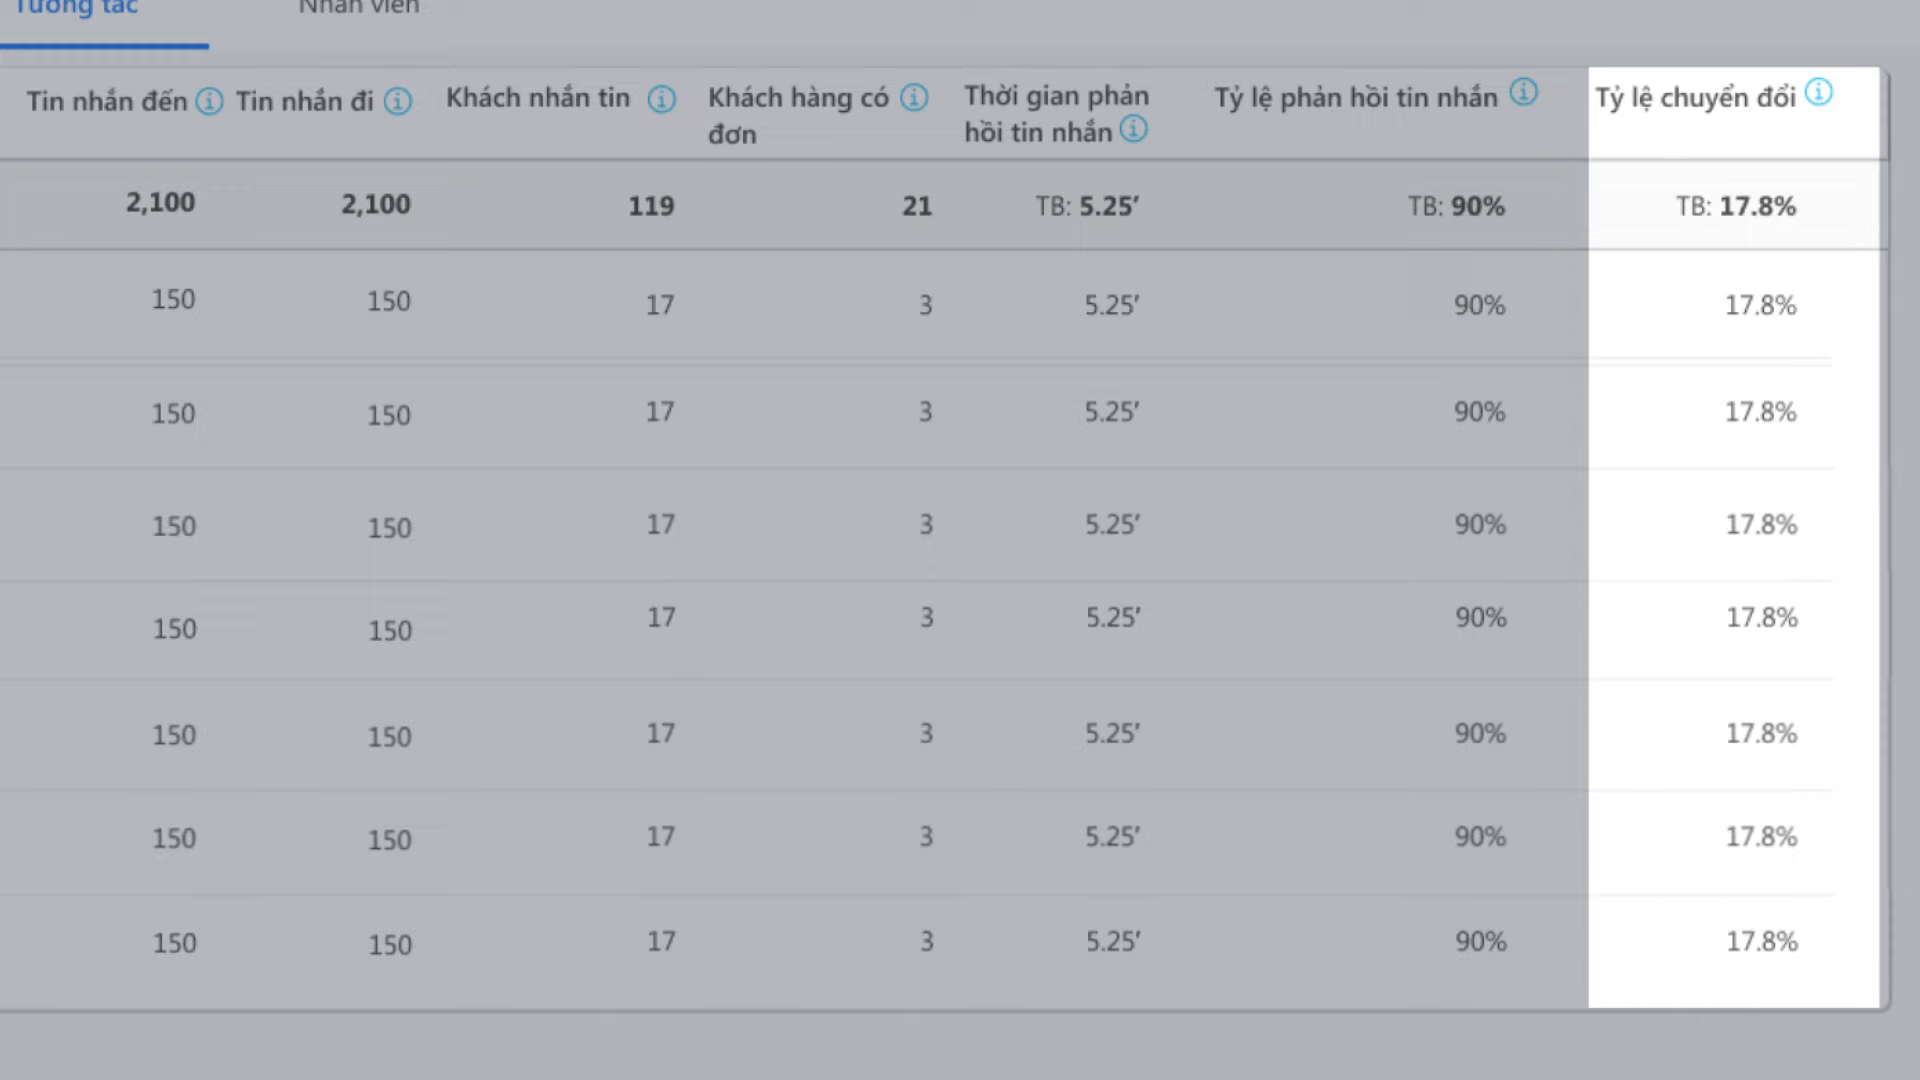 Tương tác Nhân viên
Tin nhắn đến Tin nhắn đi Khách nhắn tin Khách hàng có đơn Thời gian phản hồi tin nhắn Tỷ lệ phản hồi tin nhắn Tỷ lệ chuyển đổi
2,100 2,100 119 21 TB: 5.25’ TB: 90% TB: 17.8%
150 150 17 3 5.25’ 90% 17.8%
150 150 17 3 5.25’ 90% 17.8%
150 150 17 3 5.25’ 90% 17.8%
150 150 17 3 5.25’ 90% 17.8%
150 150 17 3 5.25’ 90% 17.8%
150 150 17 3 5.25’ 90% 17.8%
150 150 17 3 5.25’ 90% 17.8%